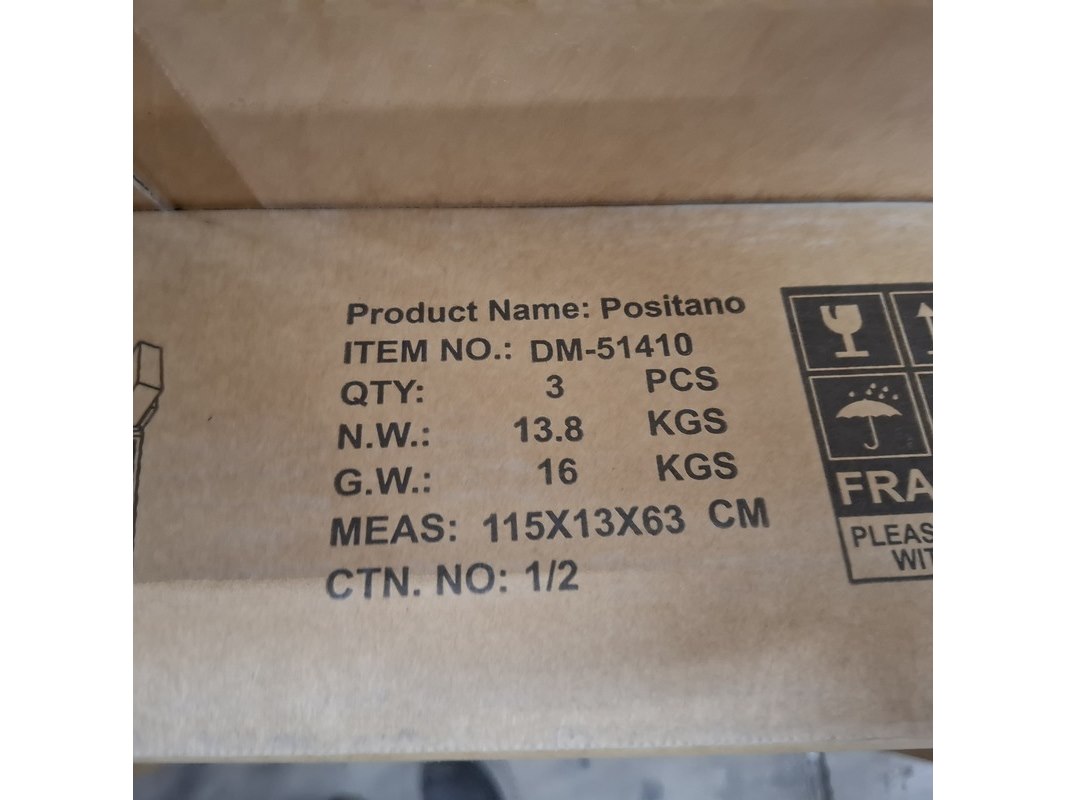 Product Name: Positano
ITEM NO.: DM-51410
QTY: 3 PCS
N.W.: 13.8 KGS
G.W.: 16 KGS
MEAS: 115X13X63 CM
CTN. NO: 1/2
FRA
PLEAS
WIT